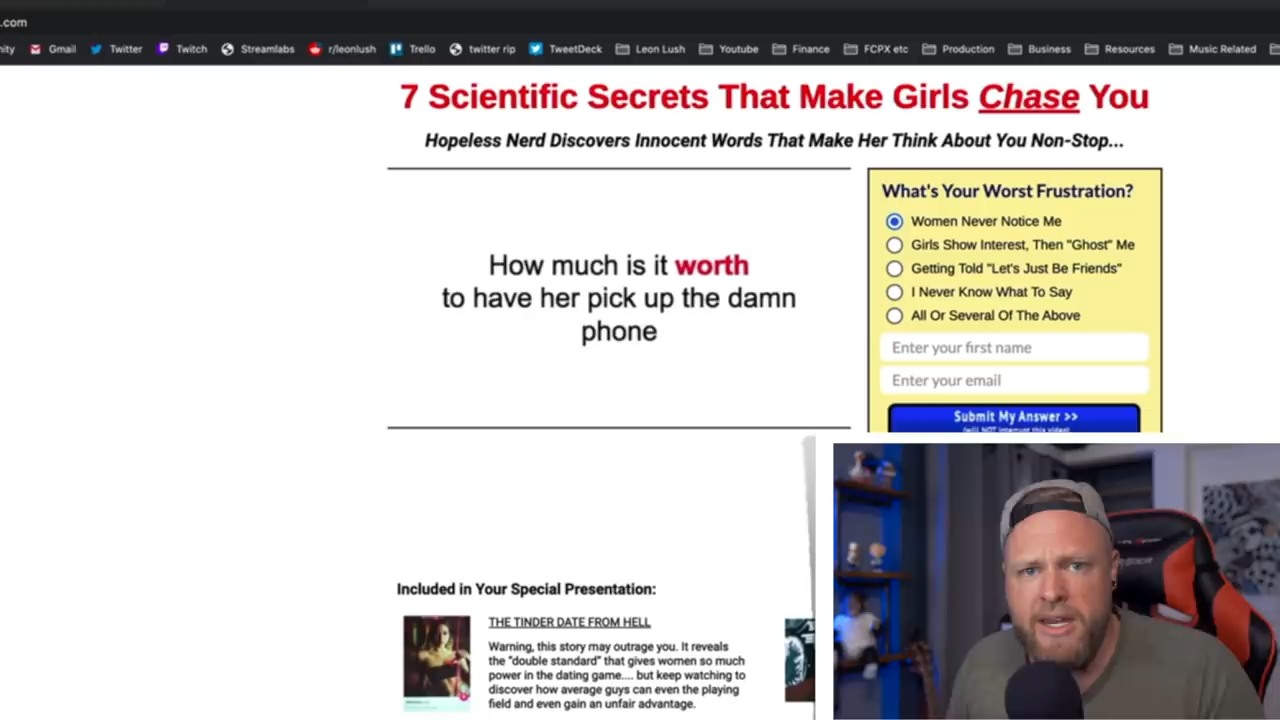 .com
nity Gmail Twitter Twitch Streamlabs r/leonlush Trello twitter rip TweetDeck Leon Lush Youtube Finance FCPX etc Production Business Resources Music Related
7 Scientific Secrets That Make Girls Chase You
Hopeless Nerd Discovers Innocent Words That Make Her Think About You Non-Stop...
How much is it worth
to have her pick up the damn
phone
What's Your Worst Frustration?
Women Never Notice Me
Girls Show Interest, Then "Ghost" Me
Getting Told "Let's Just Be Friends"
I Never Know What To Say
All Or Several Of The Above
Enter your first name
Enter your email
Submit My Answer >>
(will NOT interrupt this video)
Included in Your Special Presentation:
THE TINDER DATE FROM HELL
Warning, this story may outrage you. It reveals
the "double standard" that gives women so much
power in the dating game.... but keep watching to
discover how average guys can even the playing
field and even gain an unfair advantage.